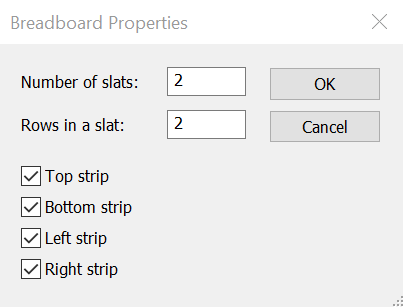 Breadboard Properties
Number of slats: 2 OK
Rows in a slat: 2 Cancel
Top strip
Bottom strip
Left strip
Right strip